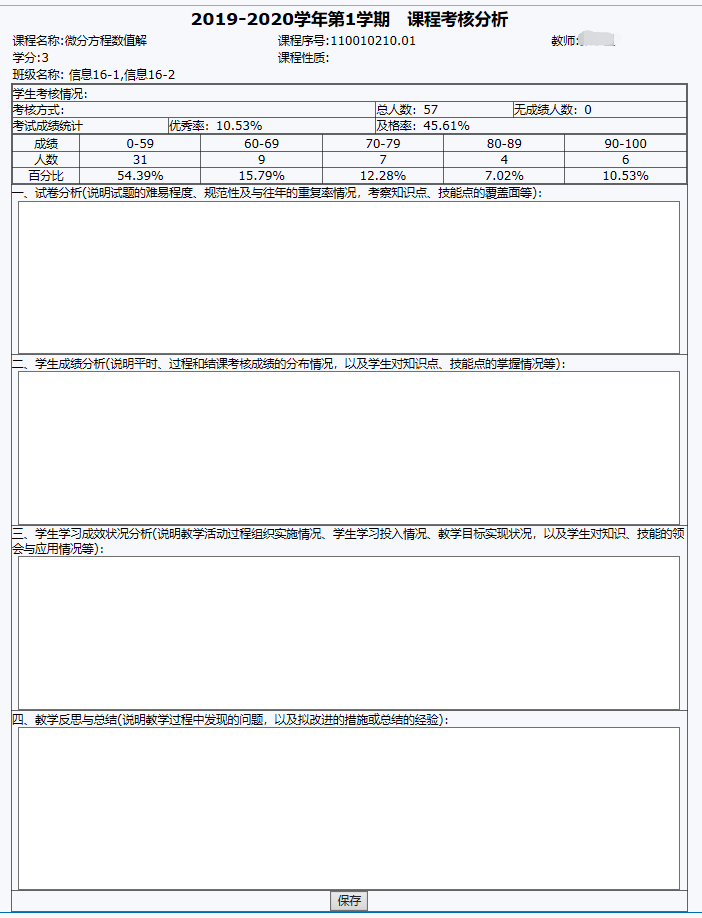 2019-2020学年第1学期 课程考核分析
课程名称:微分方程数值解 课程序号:110010210.01 教师:
学分:3 课程性质:
班级名称: 信息16-1,信息16-2
学生考核情况:
考核方式: 总人数: 57 无成绩人数: 0
考试成绩统计 优秀率: 10.53% 及格率: 45.61%
成绩 0-59 60-69 70-79 80-89 90-100
人数 31 9 7 4 6
百分比 54.39% 15.79% 12.28% 7.02% 10.53%
一、试卷分析(说明试题的难易程度、规范性及与往年的重复率情况，考察知识点、技能点的覆盖面等):
二、学生成绩分析(说明平时、过程和结课考核成绩的分布情况，以及学生对知识点、技能点的掌握情况等):
三、学生学习成效状况分析(说明教学活动过程组织实施情况、学生学习投入情况、教学目标实现状况，以及学生对知识、技能的领
会与应用情况等):
四、教学反思与总结(说明教学过程中发现的问题，以及拟改进的措施或总结的经验):
保存